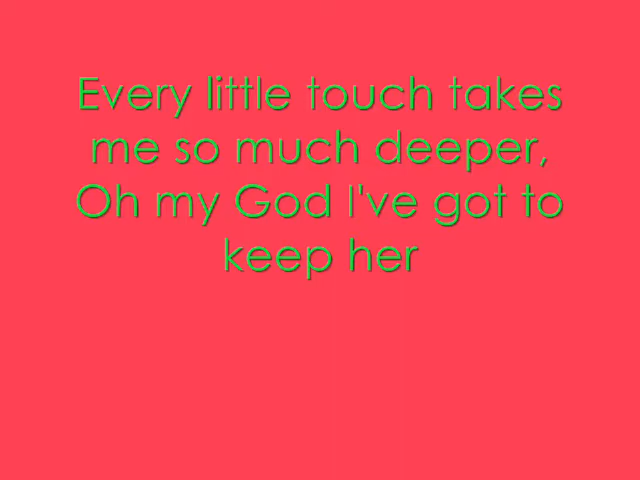 Every little touch takes
me so much deeper,
Oh my God I've got to
keep her